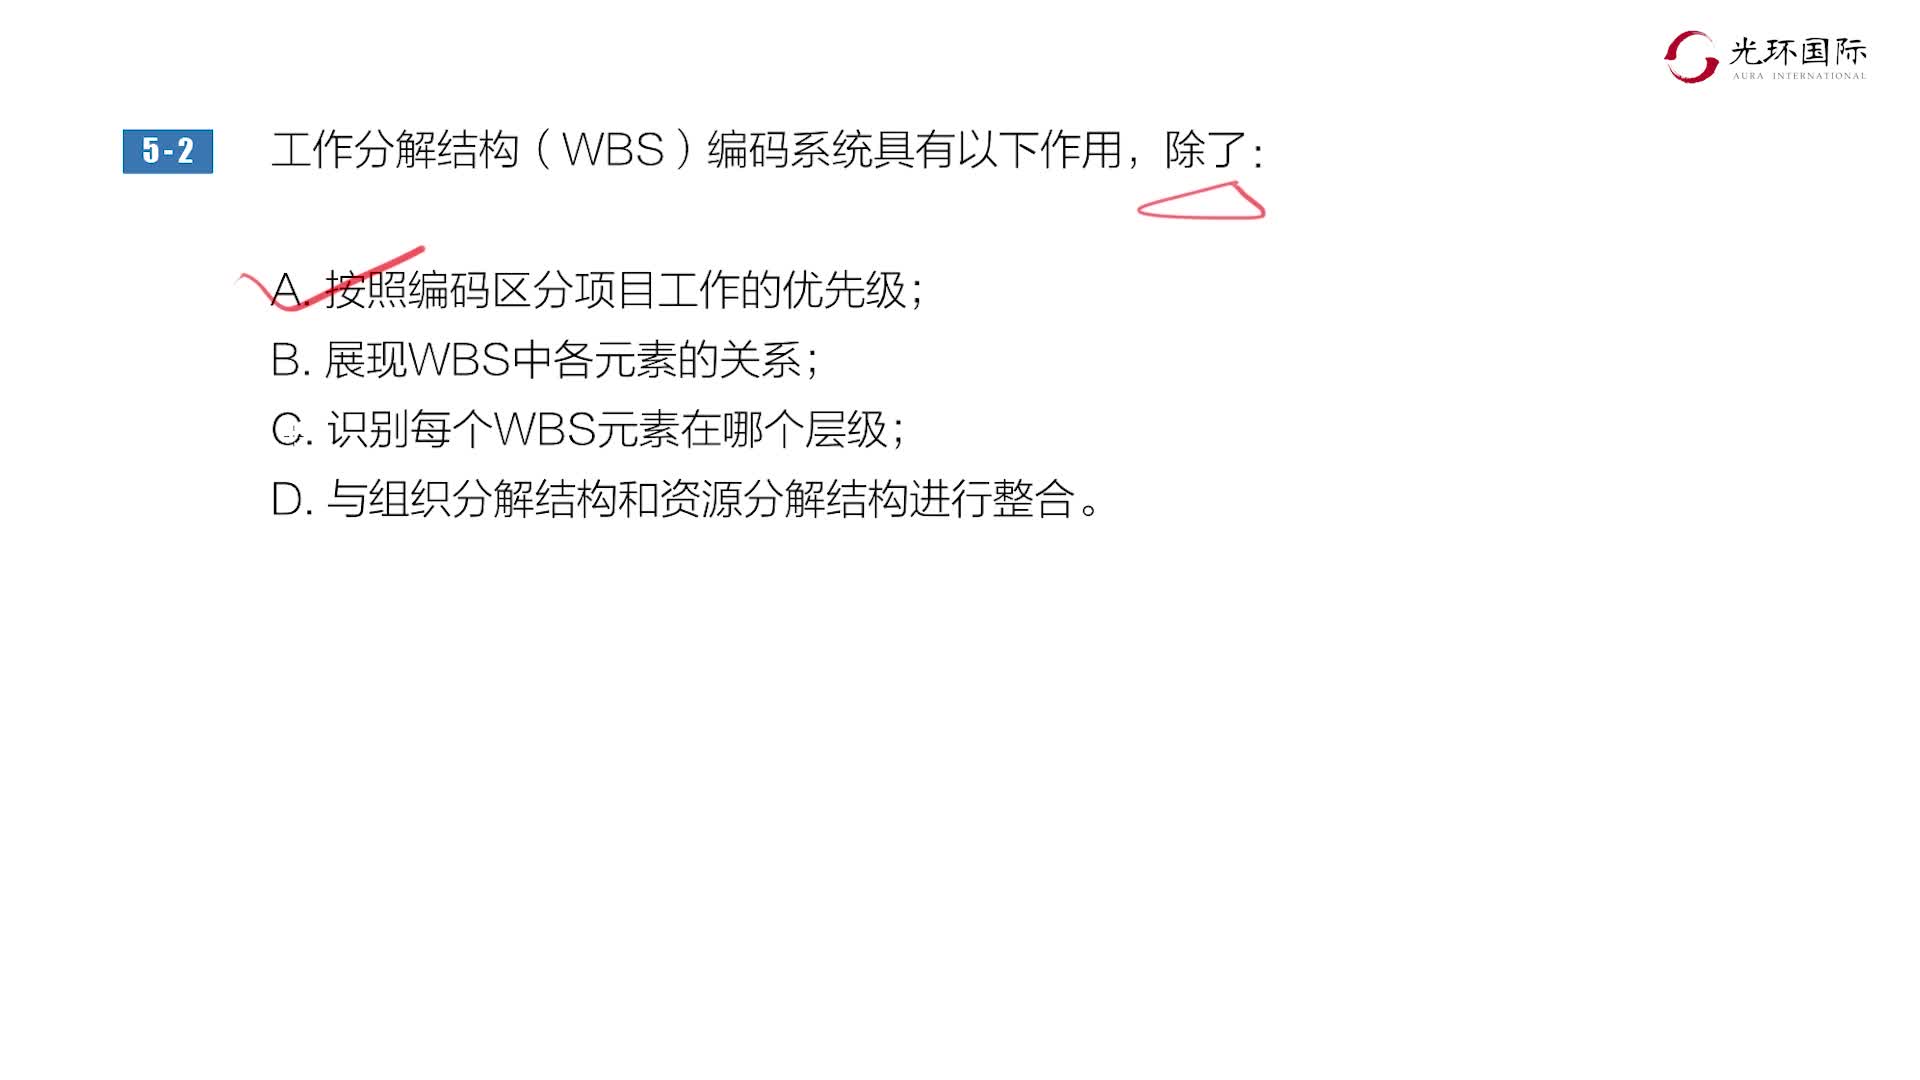 光环国际
AURA INTERNATIONAL
5-2 工作分解结构（WBS）编码系统具有以下作用，除了：
A. 按照编码区分项目工作的优先级；
B. 展现WBS中各元素的关系；
C. 识别每个WBS元素在哪个层级；
D. 与组织分解结构和资源分解结构进行整合。